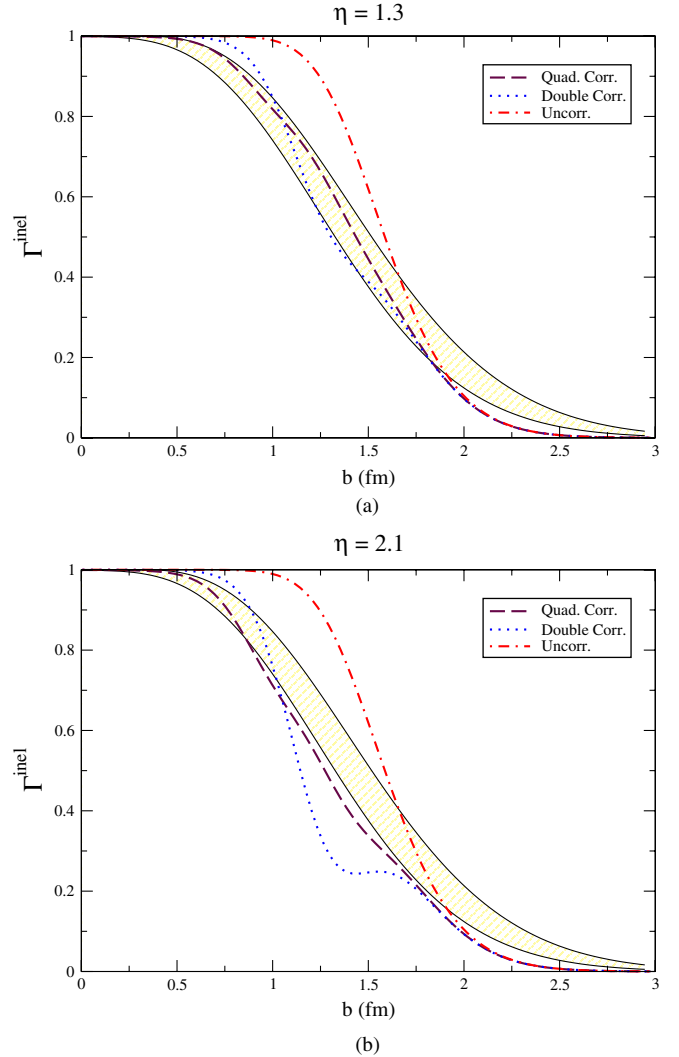 η = 1.3
1
0.8
0.6
0.4
0.2
0
Γ^inel
Quad. Corr.
Double Corr.
Uncorr.
0 0.5 1 1.5 2 2.5 3
b (fm)
(a)
η = 2.1
1
0.8
0.6
0.4
0.2
0
Γ^inel
Quad. Corr.
Double Corr.
Uncorr.
0 0.5 1 1.5 2 2.5 3
b (fm)
(b)